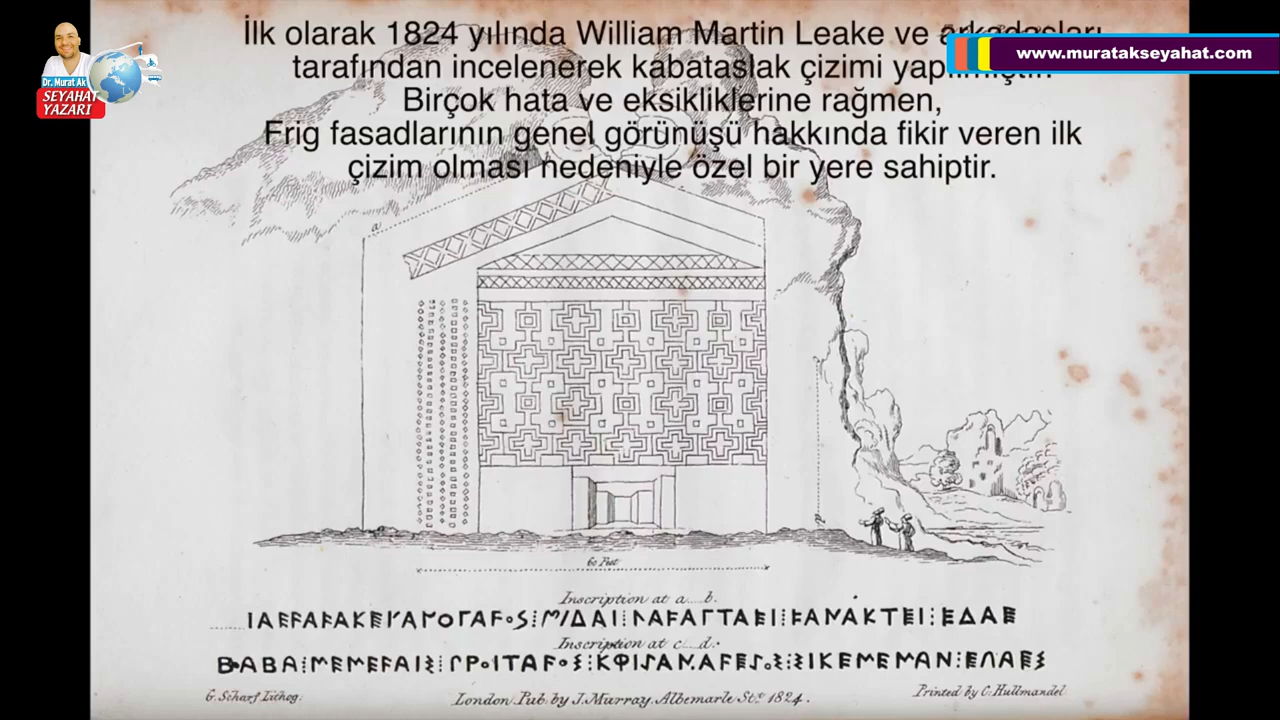 İlk olarak 1824 yılında William Martin Leake ve arkadaşları
tarafından incelenerek kabataslak çizimi yapılmıştır.
Birçok hata ve eksikliklerine rağmen,
Frig fasadlarının genel görünüşü hakkında fikir veren ilk
çizim olması nedeniyle özel bir yere sahiptir.
www.muratakseyahat.com
Dr. Murat Ak
SEYAHAT
YAZARI
a
60 Feet
Inscription at a....b.
Inscription at c....d.
G. Scharf Lithog.
London Pub. by J. Murray, Albemarle St. 1824.
Printed by C. Hullmandel